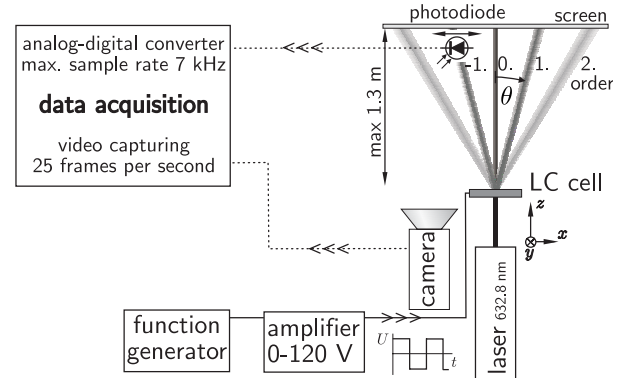 photodiode
screen
analog-digital converter
max. sample rate 7 kHz
data acquisition
video capturing
25 frames per second
max 1.3 m
-1. 0. 1. 2.
order
θ
LC cell
z
x
y
camera
laser 632.8 nm
function
generator
amplifier
0-120 V
U
t